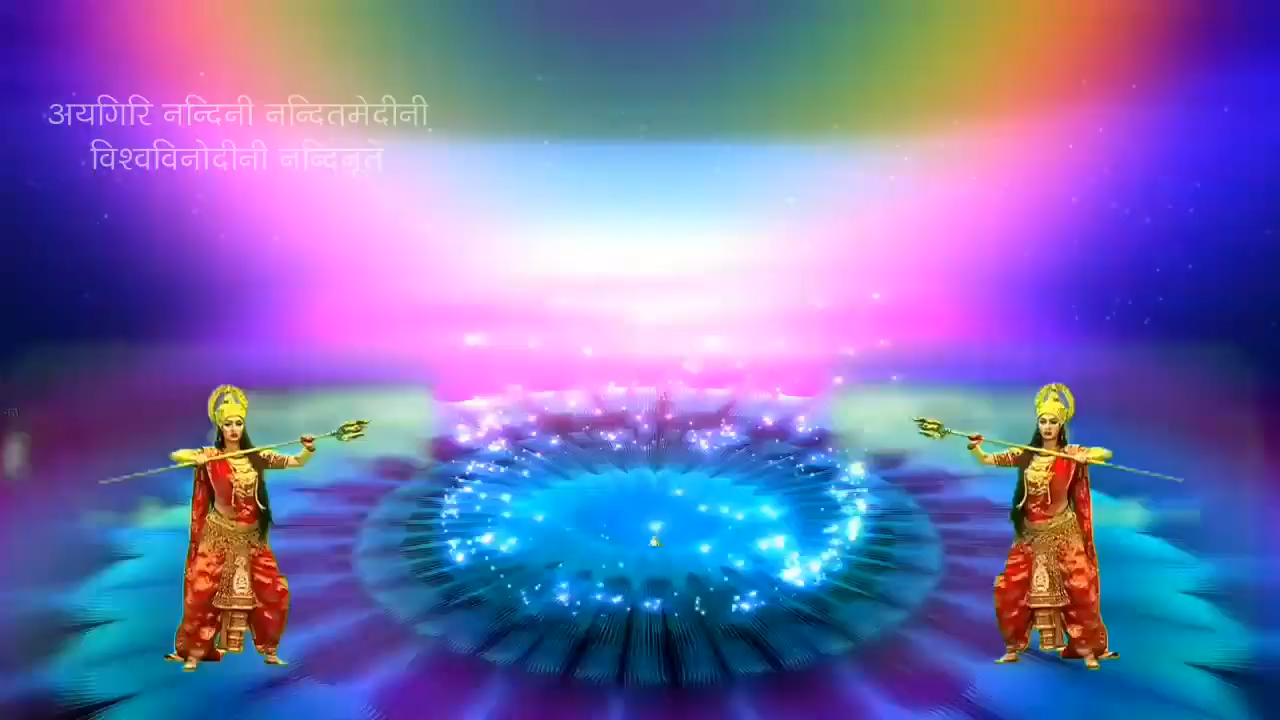 अयगिरि नन्दिनी नन्दितमेदीनी
विश्वविनोदीनी नन्दिनृते